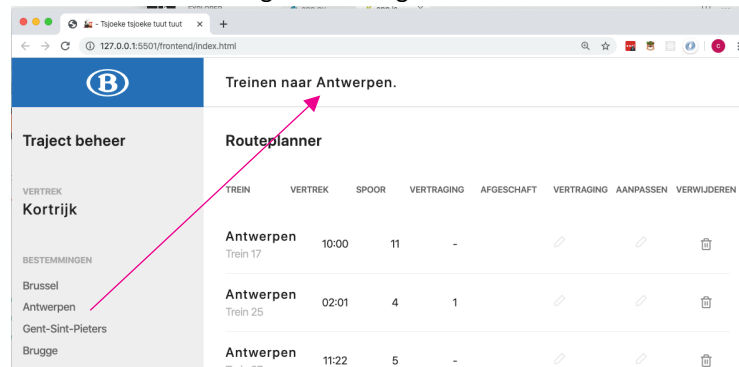 - Tsjoeke tsjoeke tuut tuut
127.0.0.1:5501/frontend/index.html
B
Treinen naar Antwerpen.
Traject beheer
Routeplanner
VERTREK
Kortrijk
BESTEMMINGEN
Brussel
Antwerpen
Gent-Sint-Pieters
Brugge
TREIN VERTREK SPOOR VERTRAGING AFGESCHAFT VERTRAGING AANPASSEN VERWIJDEREN
Antwerpen 10:00 11 -
Trein 17
Antwerpen 02:01 4 1
Trein 25
Antwerpen 11:22 5 -